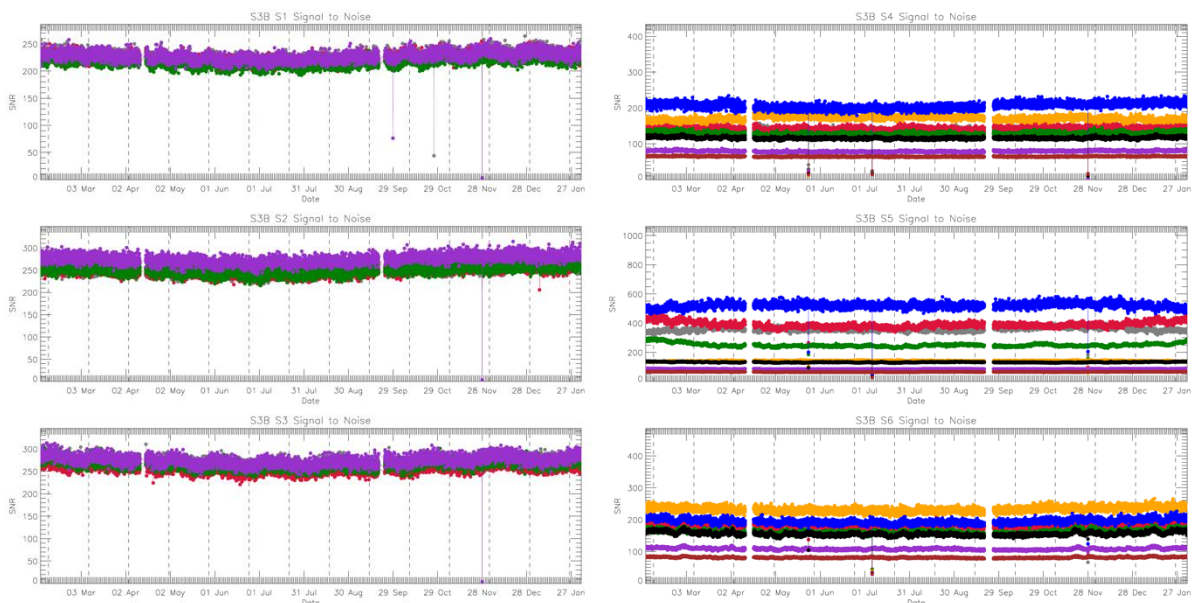 S3B S1 Signal to Noise
250
200
150
100
50
0
SNR
03 Mar 02 Apr 02 May 01 Jun 01 Jul 31 Jul 30 Aug 29 Sep 29 Oct 28 Nov 28 Dec 27 Jan
Date
S3B S2 Signal to Noise
300
250
200
150
100
50
0
SNR
03 Mar 02 Apr 02 May 01 Jun 01 Jul 31 Jul 30 Aug 29 Sep 29 Oct 28 Nov 28 Dec 27 Jan
Date
S3B S3 Signal to Noise
300
250
200
150
100
50
0
SNR
03 Mar 02 Apr 02 May 01 Jun 01 Jul 31 Jul 30 Aug 29 Sep 29 Oct 28 Nov 28 Dec 27 Jan
Date
S3B S4 Signal to Noise
400
300
200
100
0
SNR
03 Mar 02 Apr 02 May 01 Jun 01 Jul 31 Jul 30 Aug 29 Sep 29 Oct 28 Nov 28 Dec 27 Jan
Date
S3B S5 Signal to Noise
1000
800
600
400
200
0
SNR
03 Mar 02 Apr 02 May 01 Jun 01 Jul 31 Jul 30 Aug 29 Sep 29 Oct 28 Nov 28 Dec 27 Jan
Date
S3B S6 Signal to Noise
400
300
200
100
0
SNR
03 Mar 02 Apr 02 May 01 Jun 01 Jul 31 Jul 30 Aug 29 Sep 29 Oct 28 Nov 28 Dec 27 Jan
Date